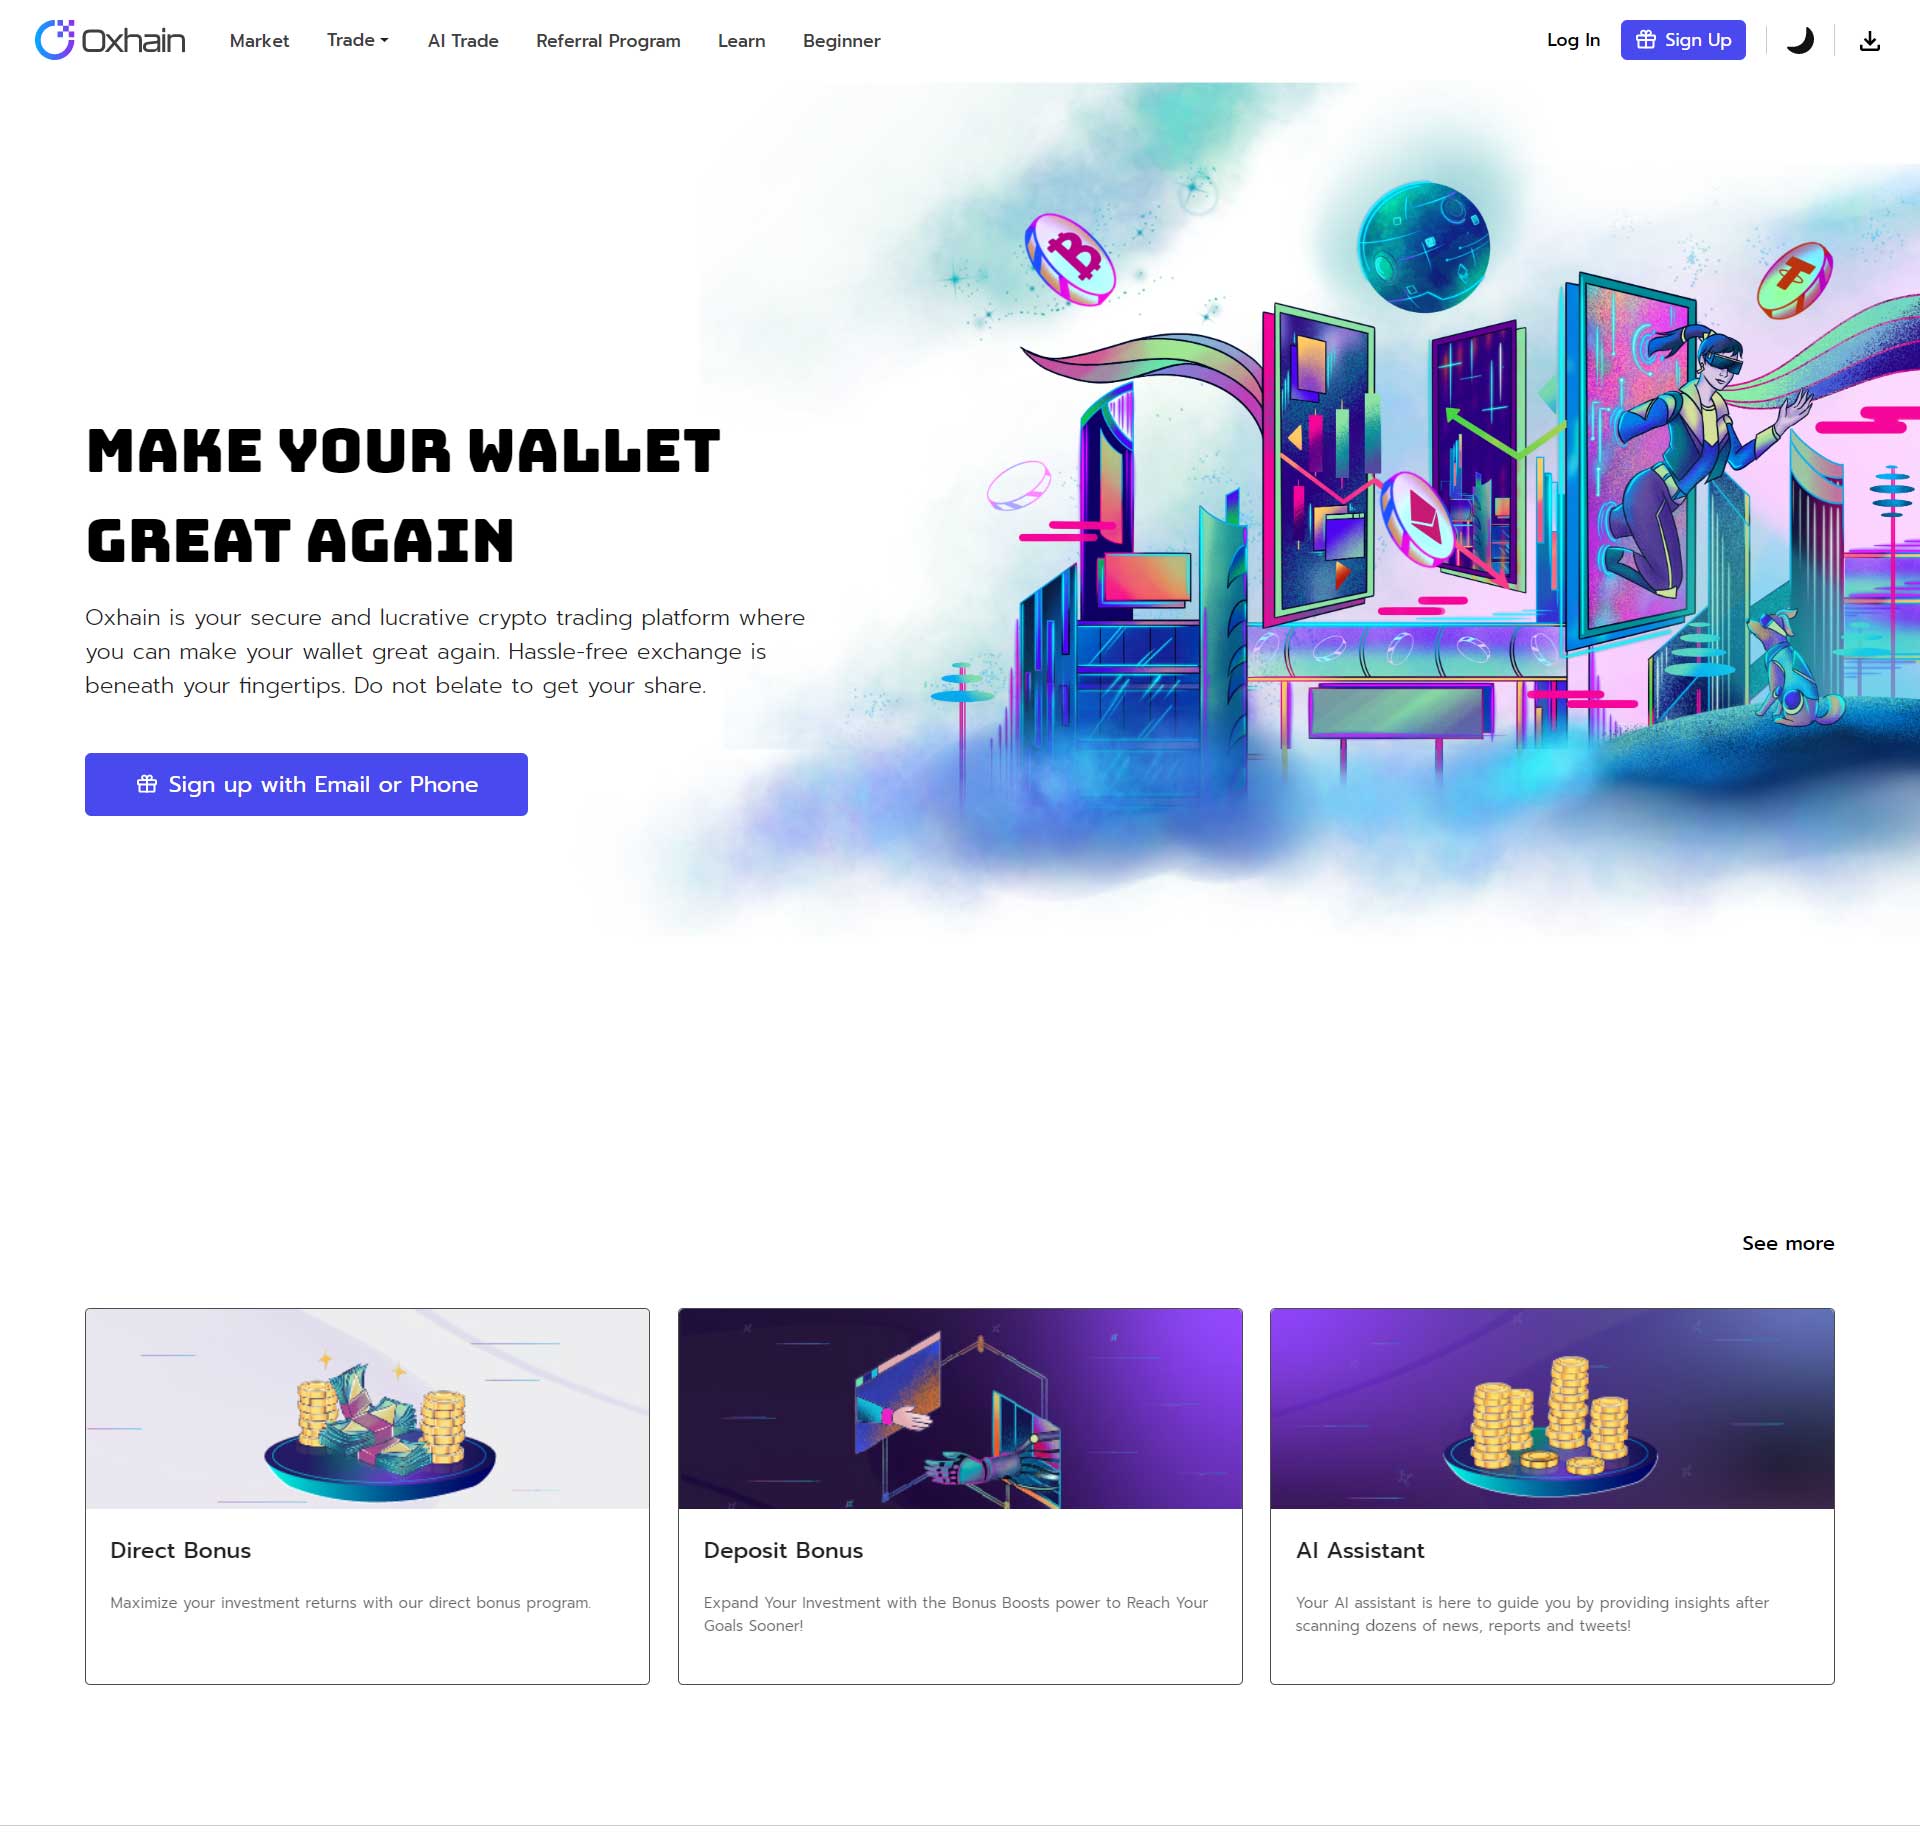 Oxhain
Market
Trade
AI Trade
Referral Program
Learn
Beginner
Log In
Sign Up
MAKE YOUR WALLET
GREAT AGAIN
Oxhain is your secure and lucrative crypto trading platform where
you can make your wallet great again. Hassle-free exchange is
beneath your fingertips. Do not belate to get your share.
Sign up with Email or Phone
See more
Direct Bonus
Maximize your investment returns with our direct bonus program.
Deposit Bonus
Expand Your Investment with the Bonus Boosts power to Reach Your
Goals Sooner!
AI Assistant
Your AI assistant is here to guide you by providing insights after
scanning dozens of news, reports and tweets!